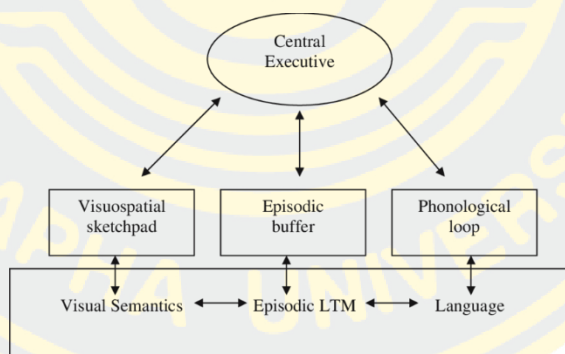 Central
Executive
Visuospatial
sketchpad
Episodic
buffer
Phonological
loop
Visual Semantics
Episodic LTM
Language